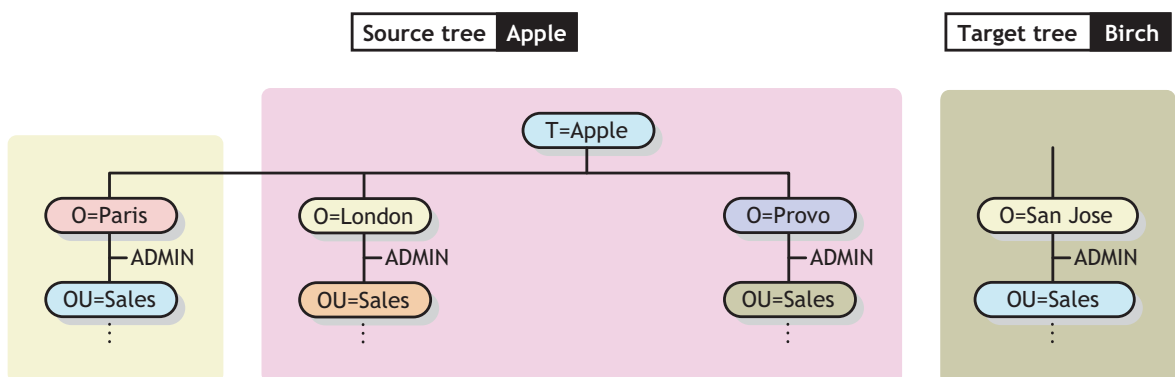 Source tree Apple
Target tree Birch
T=Apple
O=Paris
O=London
O=Provo
O=San Jose
ADMIN
ADMIN
ADMIN
ADMIN
OU=Sales
OU=Sales
OU=Sales
OU=Sales